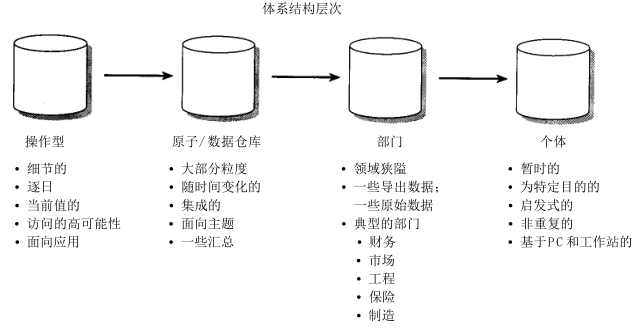 体系结构层次
操作型
• 细节的
• 逐日
• 当前值的
• 访问的高可能性
• 面向应用
原子/数据仓库
• 大部分粒度
• 随时间变化的
• 集成的
• 面向主题
• 一些汇总
部门
• 领域狭隘
• 一些导出数据；
一些原始数据
• 典型的部门
• 财务
• 市场
• 工程
• 保险
• 制造
个体
• 暂时的
• 为特定目的的
• 启发式的
• 非重复的
• 基于PC和工作站的